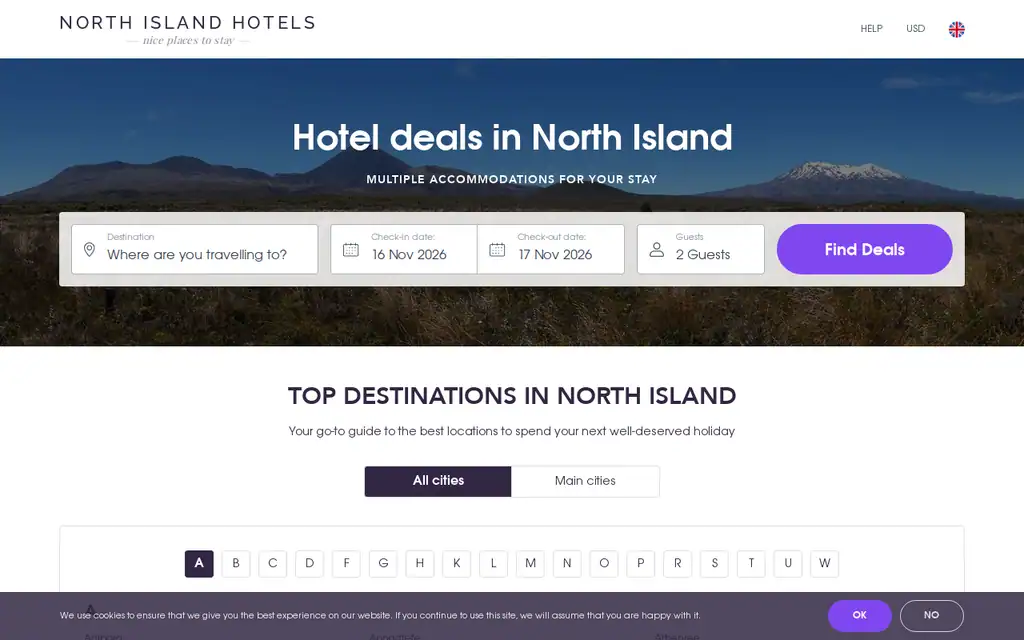 NORTH ISLAND HOTELS
nice places to stay
HELP
USD
Hotel deals in North Island
MULTIPLE ACCOMMODATIONS FOR YOUR STAY
Destination
Where are you travelling to?
Check-in date:
16 Nov 2026
Check-out date:
17 Nov 2026
Guests
2 Guests
Find Deals
TOP DESTINATIONS IN NORTH ISLAND
Your go-to guide to the best locations to spend your next well-deserved holiday
All cities
Main cities
A B C D F G H K L M N O P R S T U W
A
We use cookies to ensure that we give you the best experience on our website. If you continue to use this site, we will assume that you are happy with it.
OK
NO